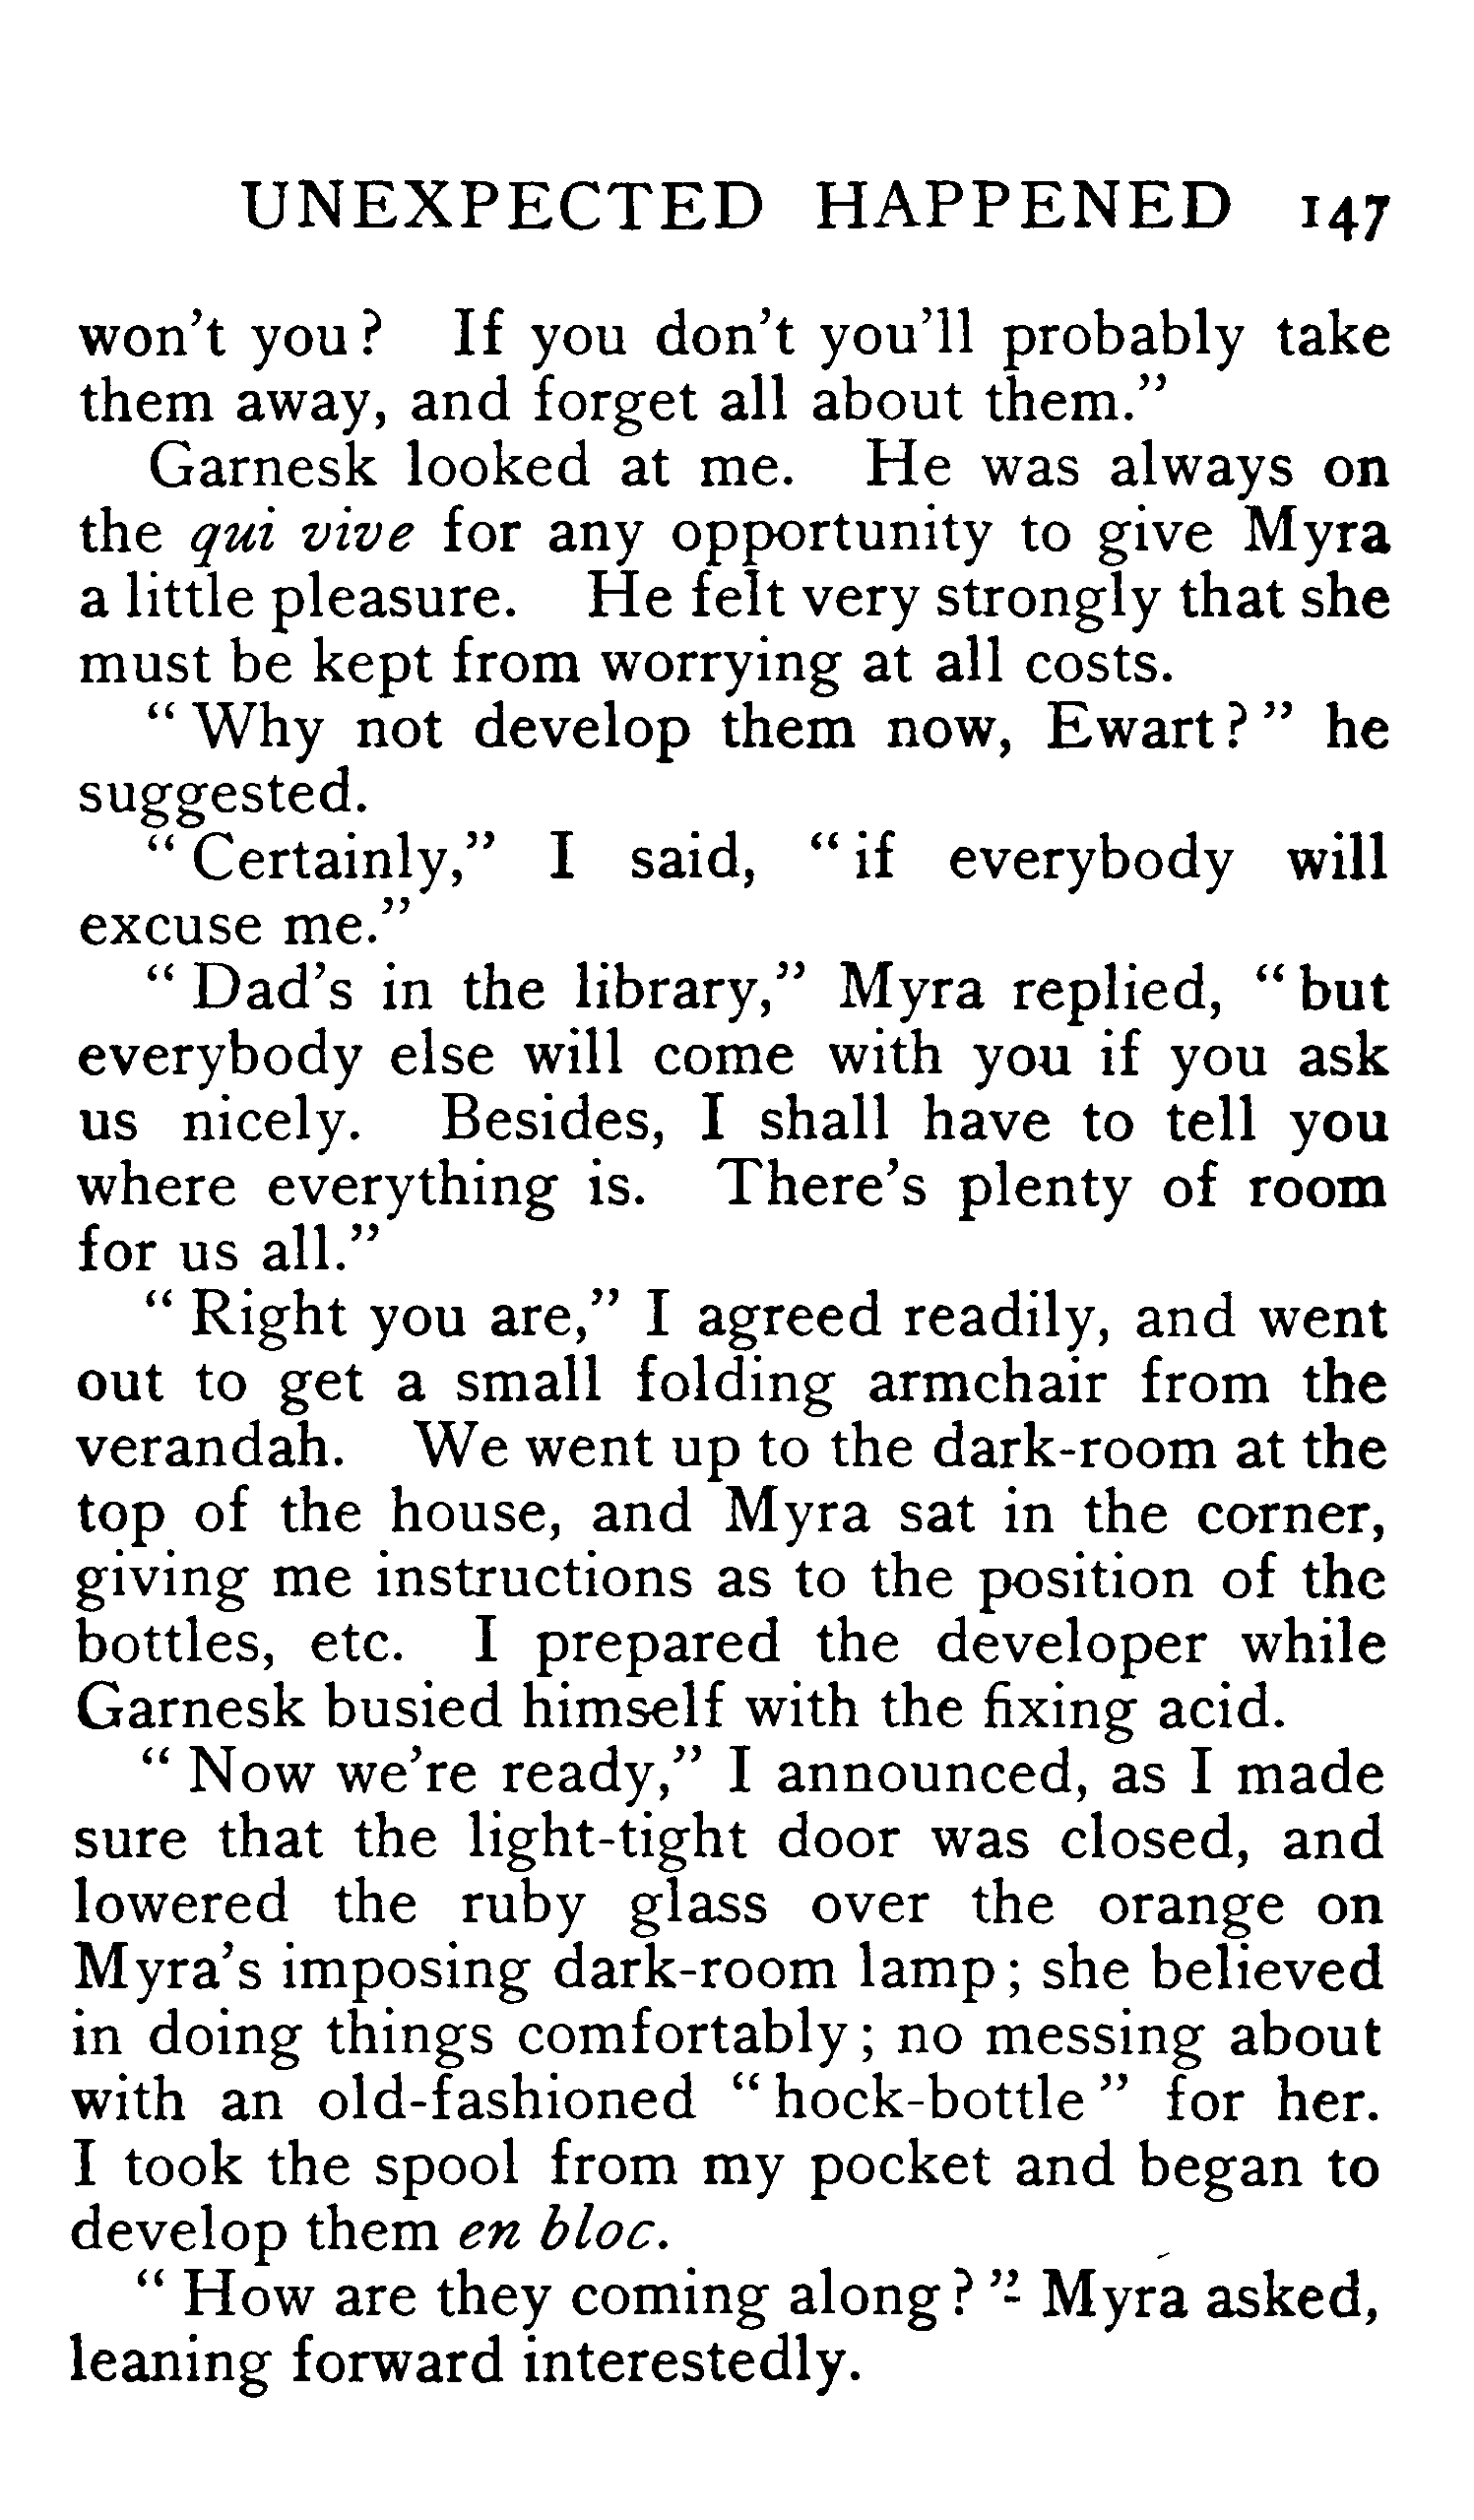 UNEXPECTED HAPPENED 147
won't you? If you don't you'll probably take
them away, and forget all about them."
Garnesk looked at me. He was always on
the qui vive for any opportunity to give Myra
a little pleasure. He felt very strongly that she
must be kept from worrying at all costs.
"Why not develop them now, Ewart?" he
suggested.
"Certainly," I said, "if everybody will
excuse me."
"Dad's in the library," Myra replied, "but
everybody else will come with you if you ask
us nicely. Besides, I shall have to tell you
where everything is. There's plenty of room
for us all."
"Right you are," I agreed readily, and went
out to get a small folding armchair from the
verandah. We went up to the dark-room at the
top of the house, and Myra sat in the corner,
giving me instructions as to the position of the
bottles, etc. I prepared the developer while
Garnesk busied himself with the fixing acid.
"Now we're ready," I announced, as I made
sure that the light-tight door was closed, and
lowered the ruby glass over the orange on
Myra's imposing dark-room lamp; she believed
in doing things comfortably; no messing about
with an old-fashioned "hock-bottle" for her.
I took the spool from my pocket and began to
develop them en bloc.
"How are they coming along?" Myra asked,
leaning forward interestedly.